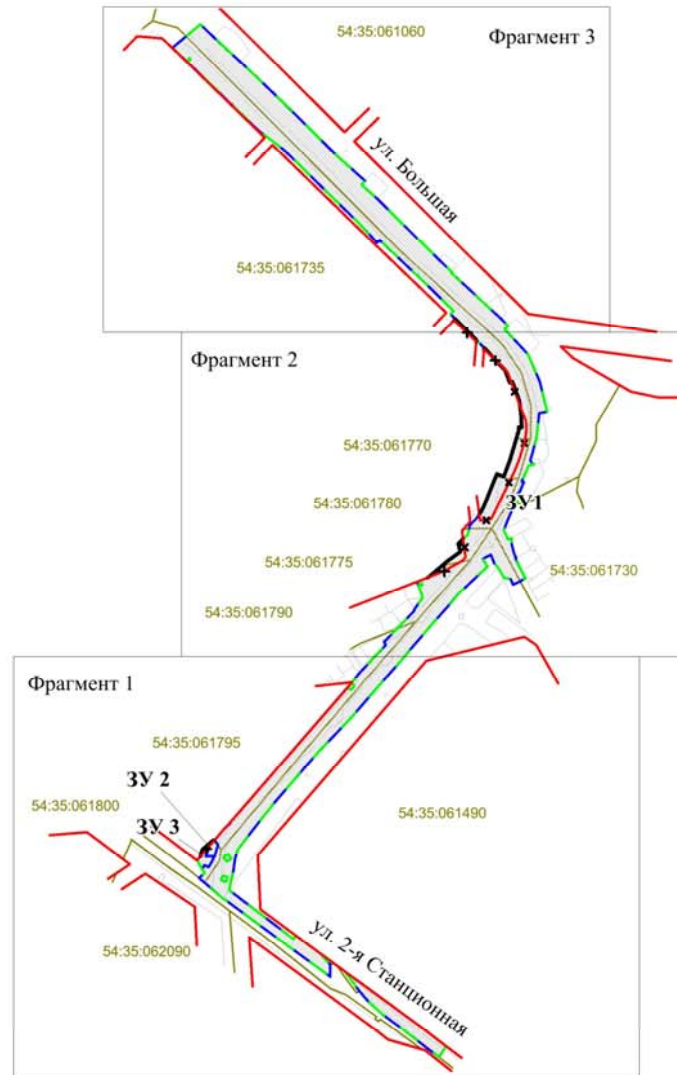 54:35:061060
Фрагмент 3
ул. Большая
54:35:061735
Фрагмент 2
54:35:061770
54:35:061780
ЗУ1
54:35:061775
54:35:061730
54:35:061790
Фрагмент 1
54:35:061795
ЗУ 2
54:35:061800
54:35:061490
ЗУ 3
ул. 2-я Станционная
54:35:062090